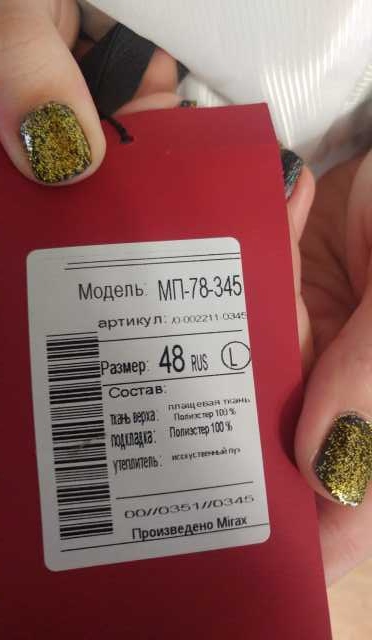 Модель: МП-78-345
артикул: /0-002211-0345
Размер: 48 RUS L
Состав:
плащевая ткань
ткань верха: Полиэстер 100 %
подкладка: Полиэстер 100 %
утеплитель: исскуственный пух
00//0351//0345
Произведено Mirax